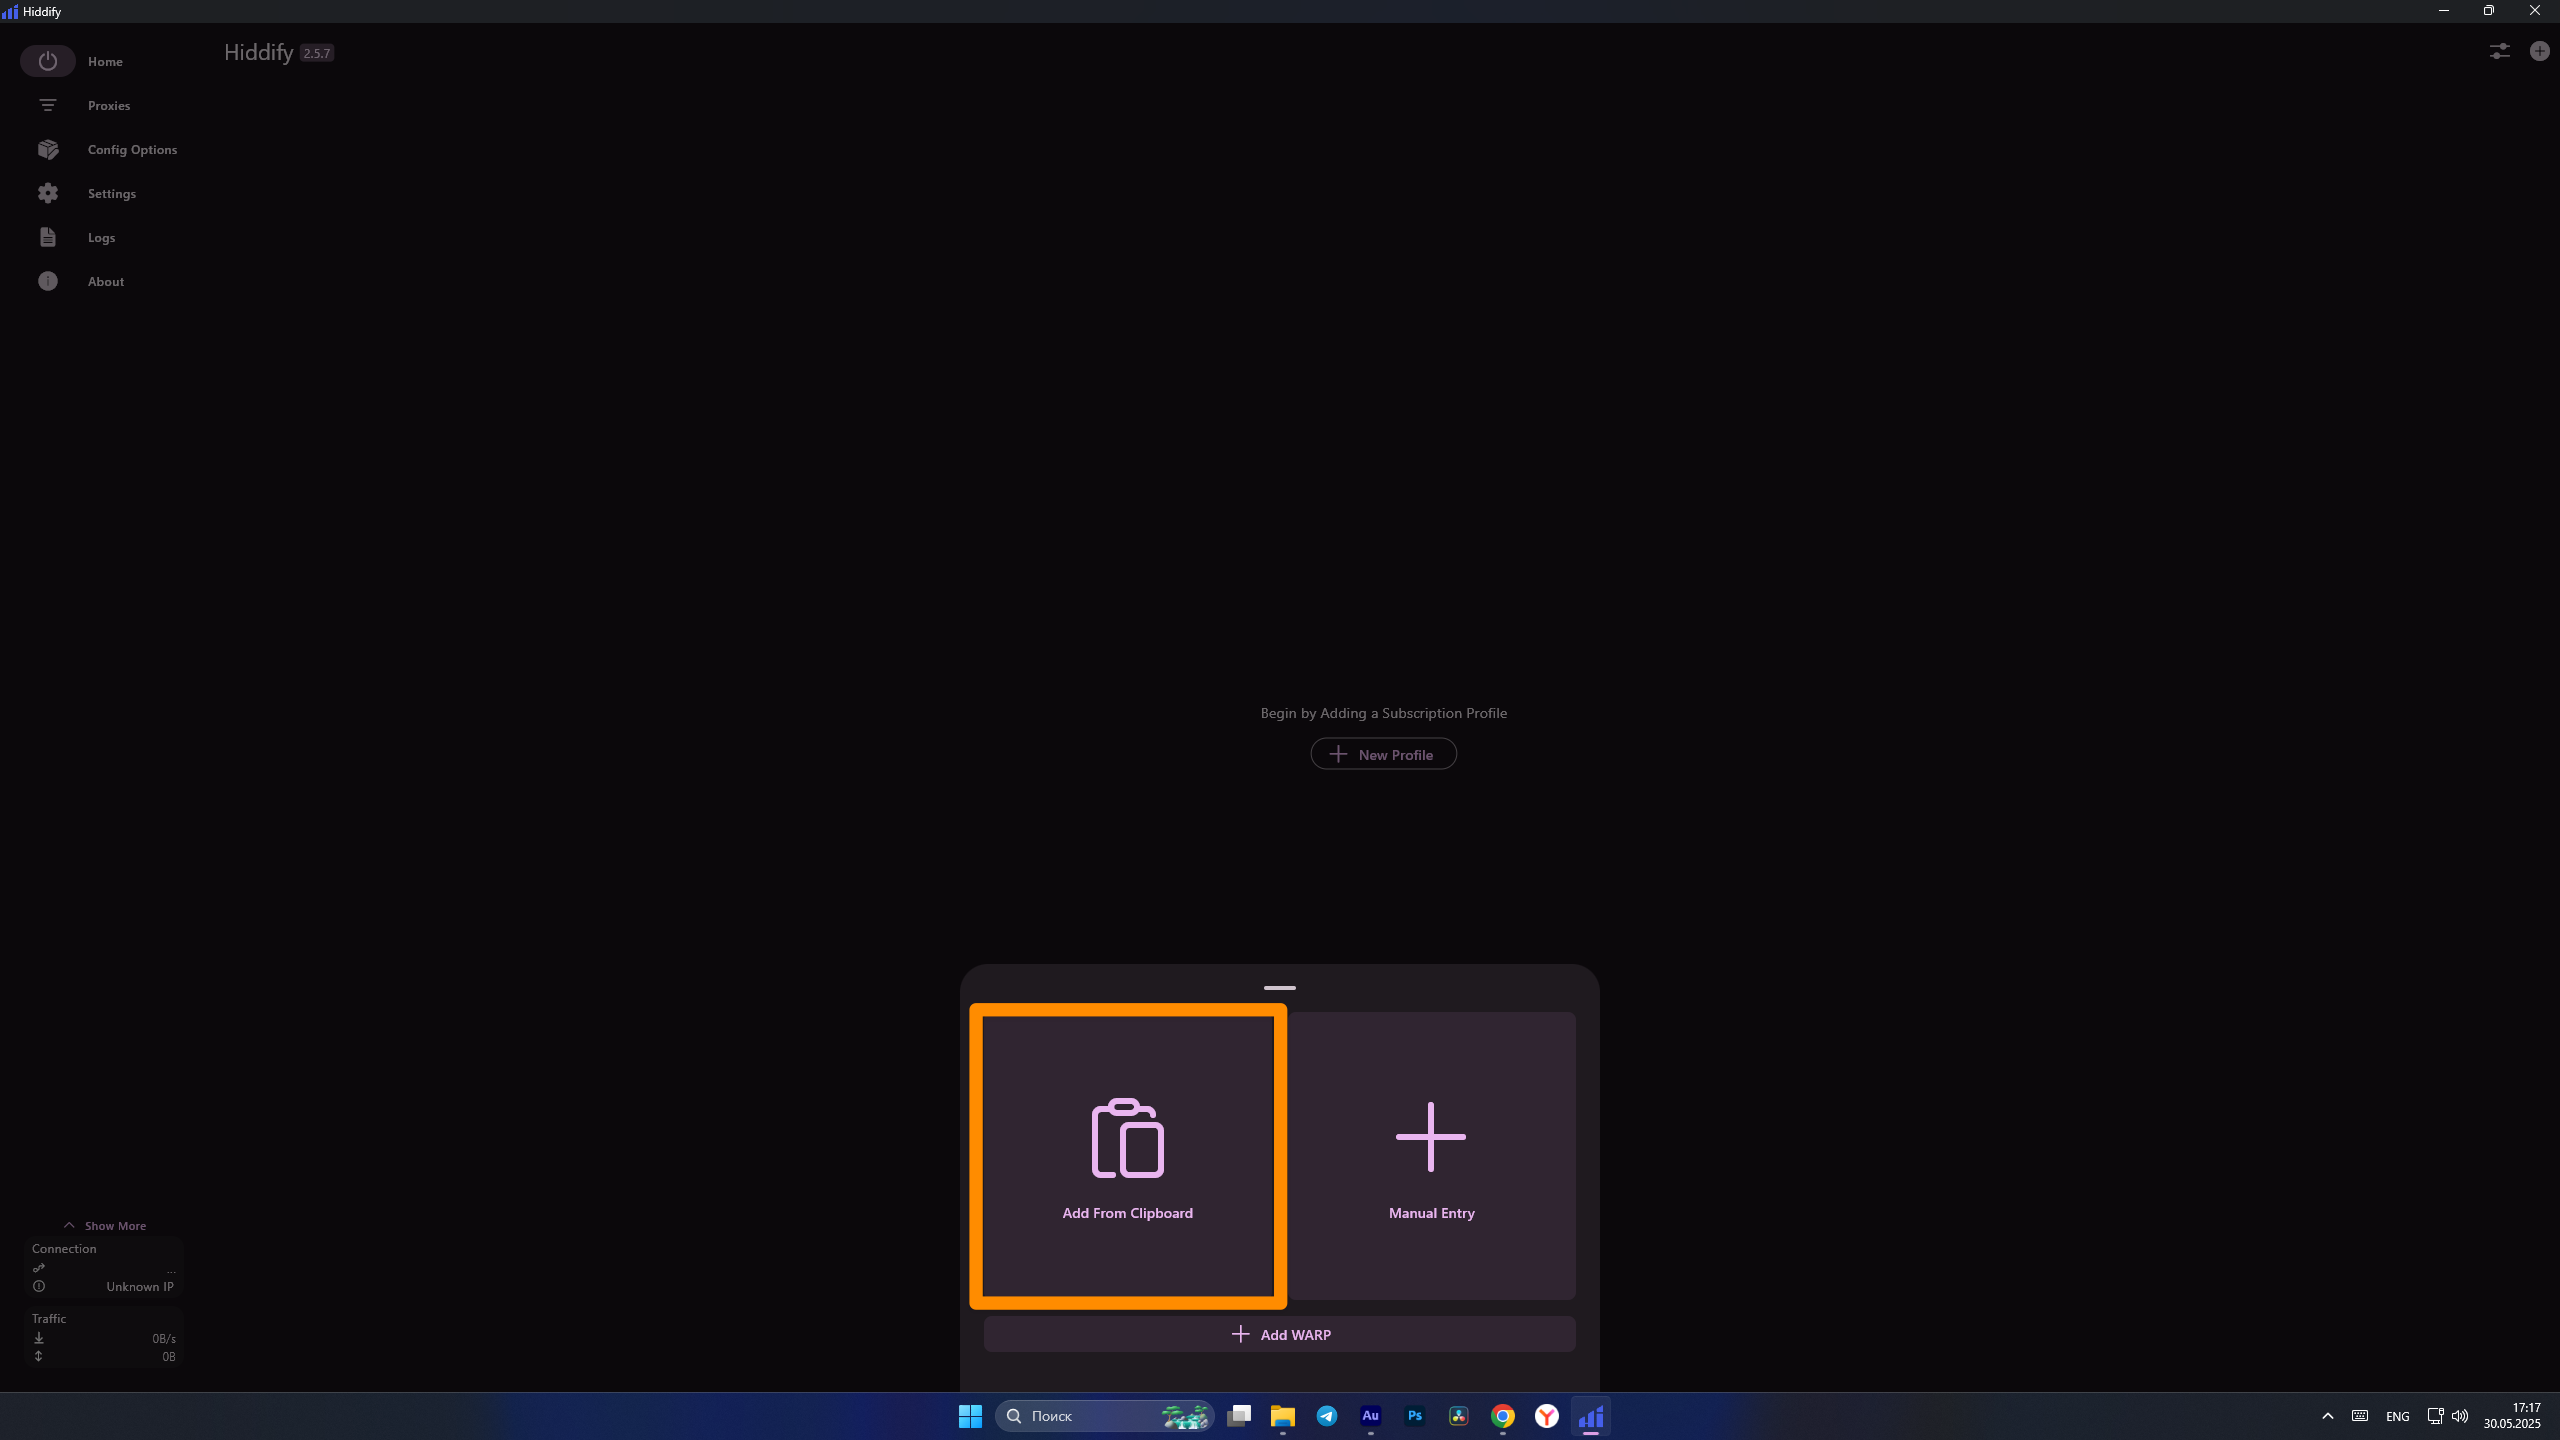 Hiddify
Hiddify 2.5.7
Home
Proxies
Config Options
Settings
Logs
About
Begin by Adding a Subscription Profile
New Profile
Add From Clipboard
Manual Entry
Add WARP
Show More
Connection
...
Unknown IP
Traffic
0B/s
0B
Поиск
Au
Ps
ENG
17:17
30.05.2025